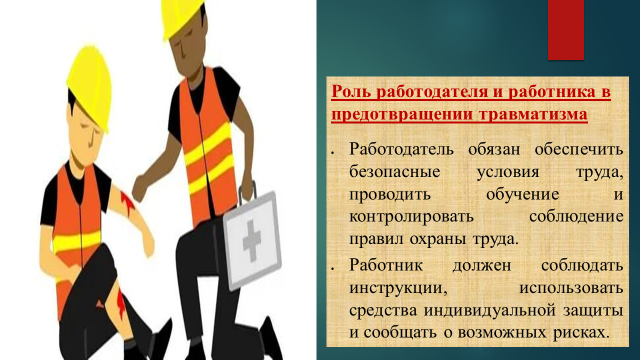 Роль работодателя и работника в
предотвращении травматизма
• Работодатель обязан обеспечить
безопасные условия труда,
проводить обучение и
контролировать соблюдение
правил охраны труда.
• Работник должен соблюдать
инструкции, использовать
средства индивидуальной защиты
и сообщать о возможных рисках.